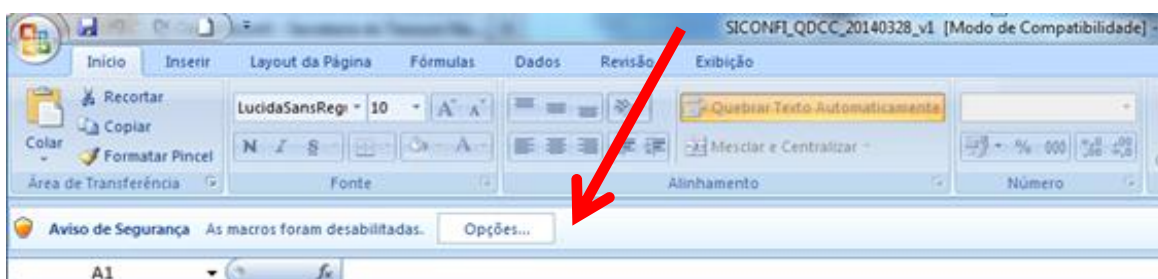 SICONFI_QDCC_20140328_v1 [Modo de Compatibilidade] -
Início Inserir Layout da Página Fórmulas Dados Revisão Exibição
Recortar
Copiar
Colar
Formatar Pincel
LucidaSansRegi 10 A A
N I S A
Quebrar Texto Automaticamente
Mesclar e Centralizar
% 000
Área de Transferência Fonte Alinhamento Número
Aviso de Segurança As macros foram desabilitadas. Opções...
A1 fx